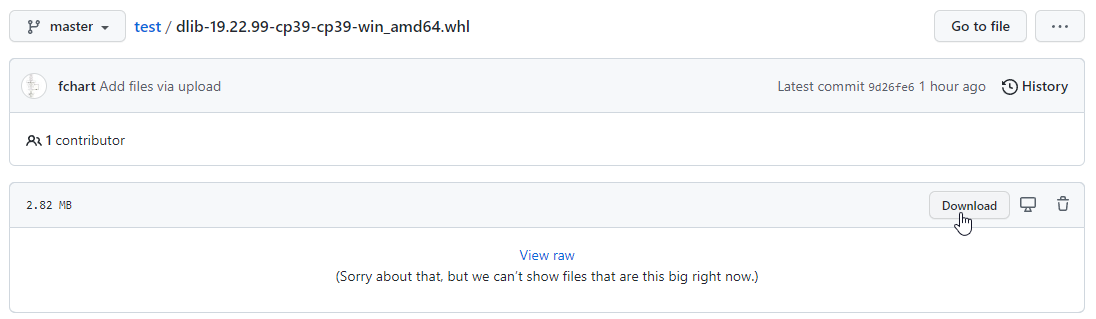 master test / dlib-19.22.99-cp39-cp39-win_amd64.whl Go to file ...
fchart Add files via upload Latest commit 9d26fe6 1 hour ago History
1 contributor
2.82 MB Download
View raw
(Sorry about that, but we can't show files that are this big right now.)